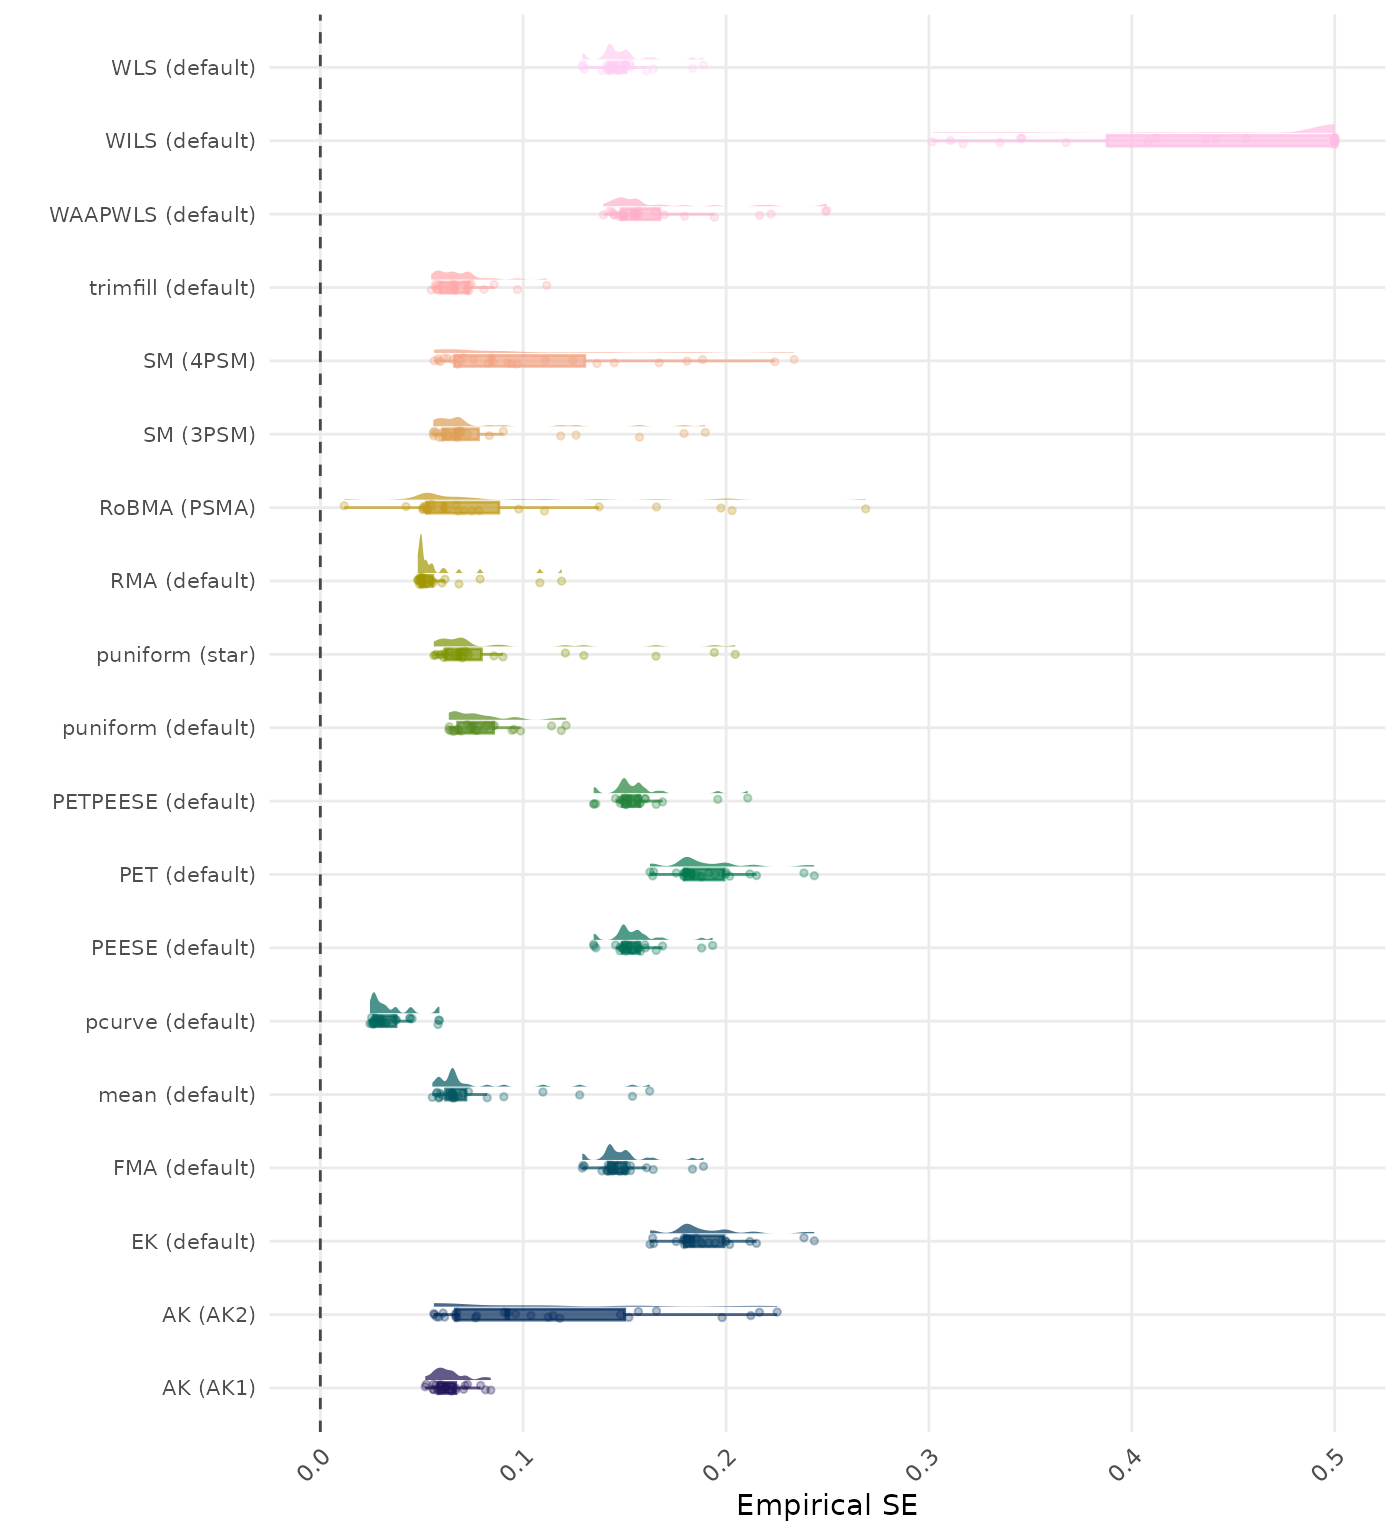 WLS (default)
WILS (default)
WAAPWLS (default)
trimfill (default)
SM (4PSM)
SM (3PSM)
RoBMA (PSMA)
RMA (default)
puniform (star)
puniform (default)
PETPEESE (default)
PET (default)
PEESE (default)
pcurve (default)
mean (default)
FMA (default)
EK (default)
AK (AK2)
AK (AK1)
0.0 0.1 0.2 0.3 0.4 0.5
Empirical SE